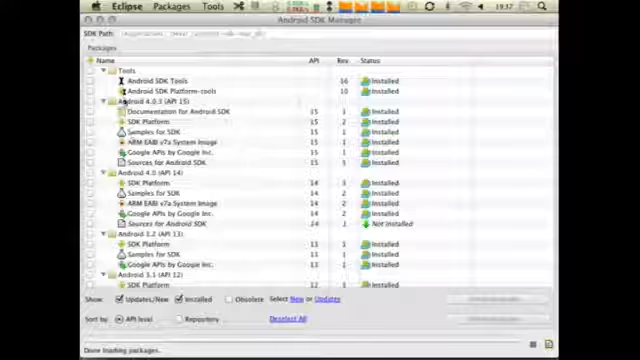 Eclipse Packages Tools 19:37
Android SDK Manager
SDK Path:
Packages
Name API Rev. Status
Tools
Android SDK Tools 16 Installed
Android SDK Platform-tools 10 Installed
Android 4.0.3 (API 15)
Documentation for Android SDK 15 Installed
SDK Platform 15 Installed
Samples for SDK 15 Installed
ARM EABI v7a System Image 15 Installed
Google APIs by Google Inc. 15 Installed
Sources for Android SDK 15 Installed
Android 4.0 (API 14)
SDK Platform 14 3 Installed
Samples for SDK 14 2 Installed
ARM EABI v7a System Image 14 2 Installed
Google APIs by Google Inc. 14 2 Installed
Sources for Android SDK 14 1 Not installed
Android 3.2 (API 13)
SDK Platform 13 1 Installed
Samples for SDK 13 1 Installed
Google APIs by Google Inc. 13 1 Installed
Android 3.1 (API 12)
SDK Platform 12 Installed
Show: Updates/New Installed Obsolete Select New or Updates
Sort by: API level Repository Deselect All
Done loading packages.